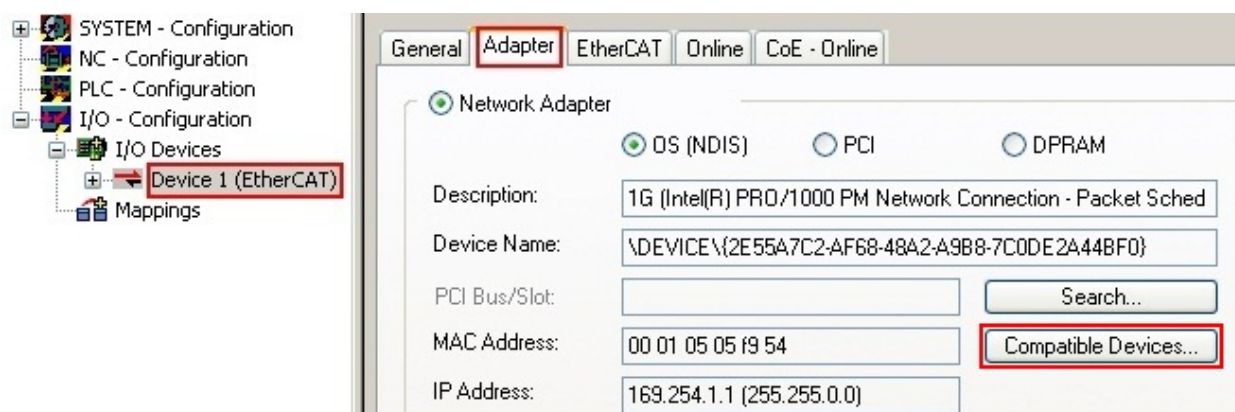 SYSTEM - Configuration
NC - Configuration
PLC - Configuration
I/O - Configuration
I/O Devices
Device 1 (EtherCAT)
Mappings
General Adapter EtherCAT Online CoE - Online
Network Adapter
OS (NDIS) PCI DPRAM
Description: 1G (Intel(R) PRO/1000 PM Network Connection - Packet Sched
Device Name: \DEVICE\{2E55A7C2-AF68-48A2-A9B8-7C0DE2A44BF0}
PCI Bus/Slot: Search...
MAC Address: 00 01 05 05 f9 54 Compatible Devices...
IP Address: 169.254.1.1 (255.255.0.0)